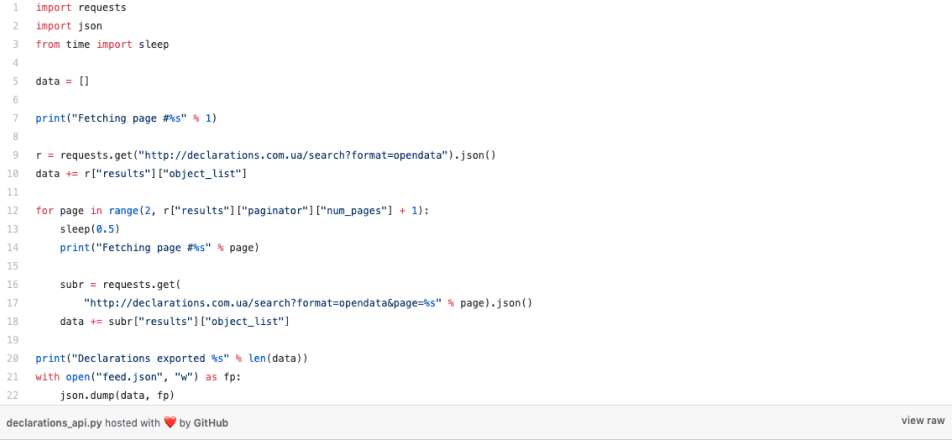 1 import requests
2 import json
3 from time import sleep
4
5 data = []
6
7 print("Fetching page #%s" % 1)
8
9 r = requests.get("http://declarations.com.ua/search?format=opendata").json()
10 data += r["results"]["object_list"]
11
12 for page in range(2, r["results"]["paginator"]["num_pages"] + 1):
13     sleep(0.5)
14     print("Fetching page #%s" % page)
15
16     subr = requests.get(
17         "http://declarations.com.ua/search?format=opendata&page=%s" % page).json()
18     data += subr["results"]["object_list"]
19
20 print("Declarations exported %s" % len(data))
21 with open("feed.json", "w") as fp:
22     json.dump(data, fp)
declarations_api.py hosted with ❤ by GitHub view raw